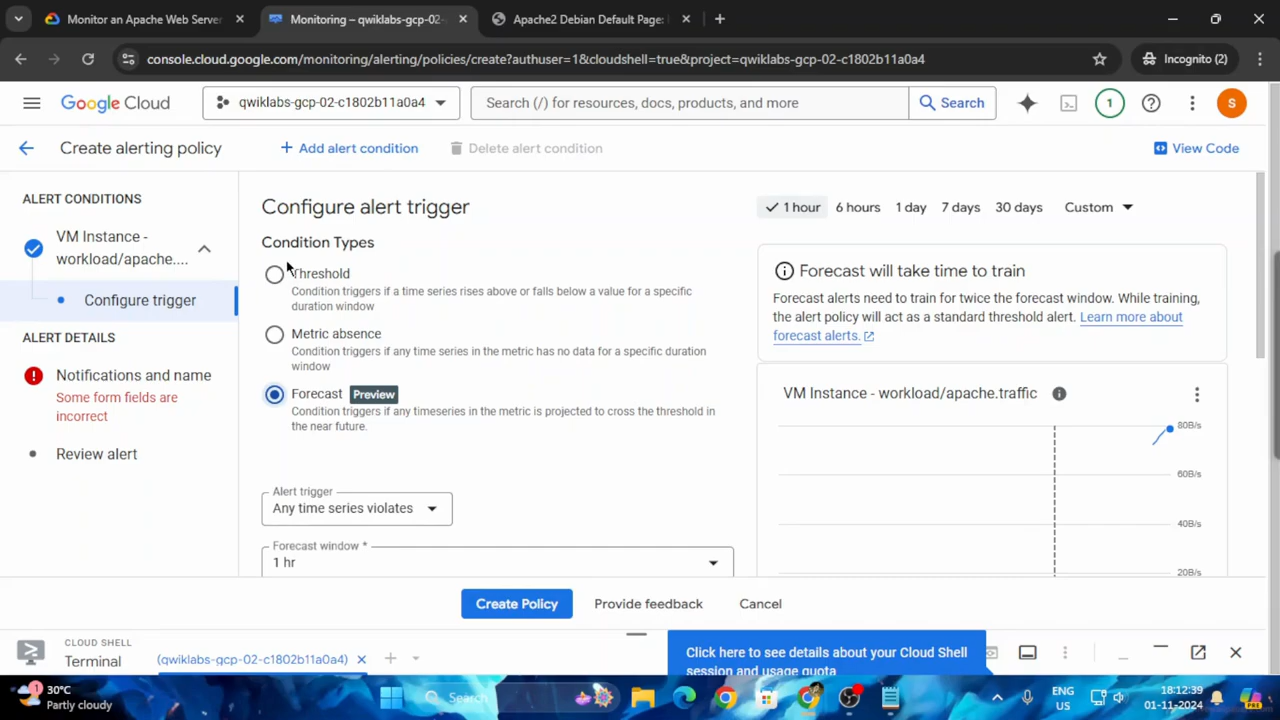 Monitor an Apache Web Server
Monitoring – qwiklabs-gcp-02-
Apache2 Debian Default Page:
console.cloud.google.com/monitoring/alerting/policies/create?authuser=1&cloudshell=true&project=qwiklabs-gcp-02-c1802b11a0a4
Incognito (2)
Google Cloud
qwiklabs-gcp-02-c1802b11a0a4
Search (/) for resources, docs, products, and more
Search
1
S
Create alerting policy
Add alert condition
Delete alert condition
View Code
ALERT CONDITIONS
VM Instance -
workload/apache....
Configure trigger
ALERT DETAILS
Notifications and name
Some form fields are
incorrect
Review alert
Configure alert trigger
Condition Types
Threshold
Condition triggers if a time series rises above or falls below a value for a specific
duration window
Metric absence
Condition triggers if any time series in the metric has no data for a specific duration
window
Forecast Preview
Condition triggers if any timeseries in the metric is projected to cross the threshold in
the near future.
Alert trigger
Any time series violates
Forecast window *
1 hr
1 hour 6 hours 1 day 7 days 30 days Custom
Forecast will take time to train
Forecast alerts need to train for twice the forecast window. While training,
the alert policy will act as a standard threshold alert. Learn more about
forecast alerts.
VM Instance - workload/apache.traffic
80B/s
60B/s
40B/s
20B/s
Create Policy
Provide feedback
Cancel
CLOUD SHELL
Terminal
(qwiklabs-gcp-02-c1802b11a0a4)
Click here to see details about your Cloud Shell
session and usage quota
1
30°C
Partly cloudy
Search
ENG
US
18:12:39
01-11-2024
PRE